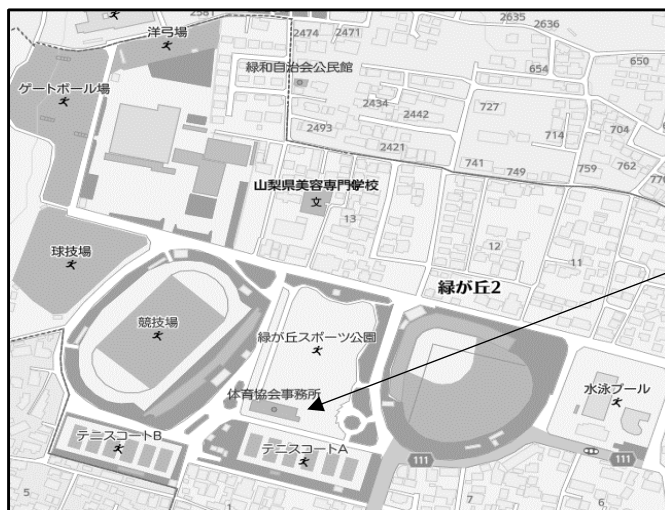 2581
洋弓場
2474
2471
2635
2636
650
654
緑和自治会公民館
ゲートボール場
2434
2442
727
704
714
2493
2421
741
749
759
762
山梨県美容専門学校
文
13
12
11
球技場
緑が丘2
競技場
緑が丘スポーツ公園
体育協会事務所
水泳プール
テニスコートB
テニスコートA
111
111
5
1
7
6